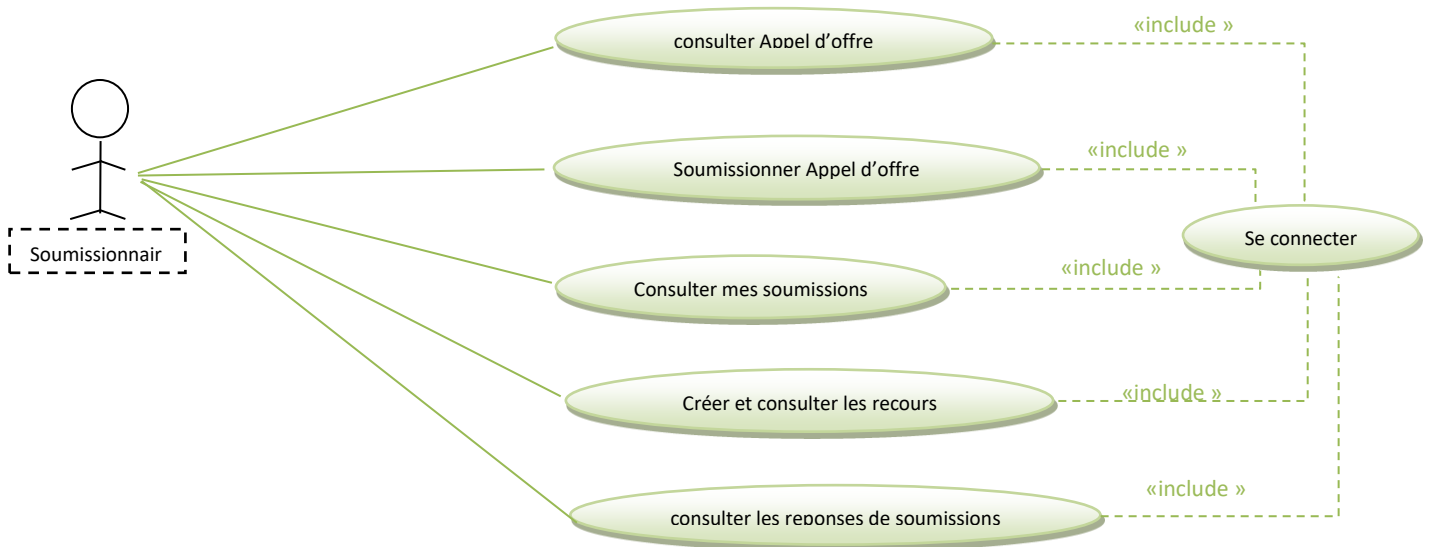 consulter Appel d’offre
«include »
Soumissionner Appel d’offre
«include »
Soumissionnair
Se connecter
Consulter mes soumissions
«include »
Créer et consulter les recours
«include »
consulter les reponses de soumissions
«include »